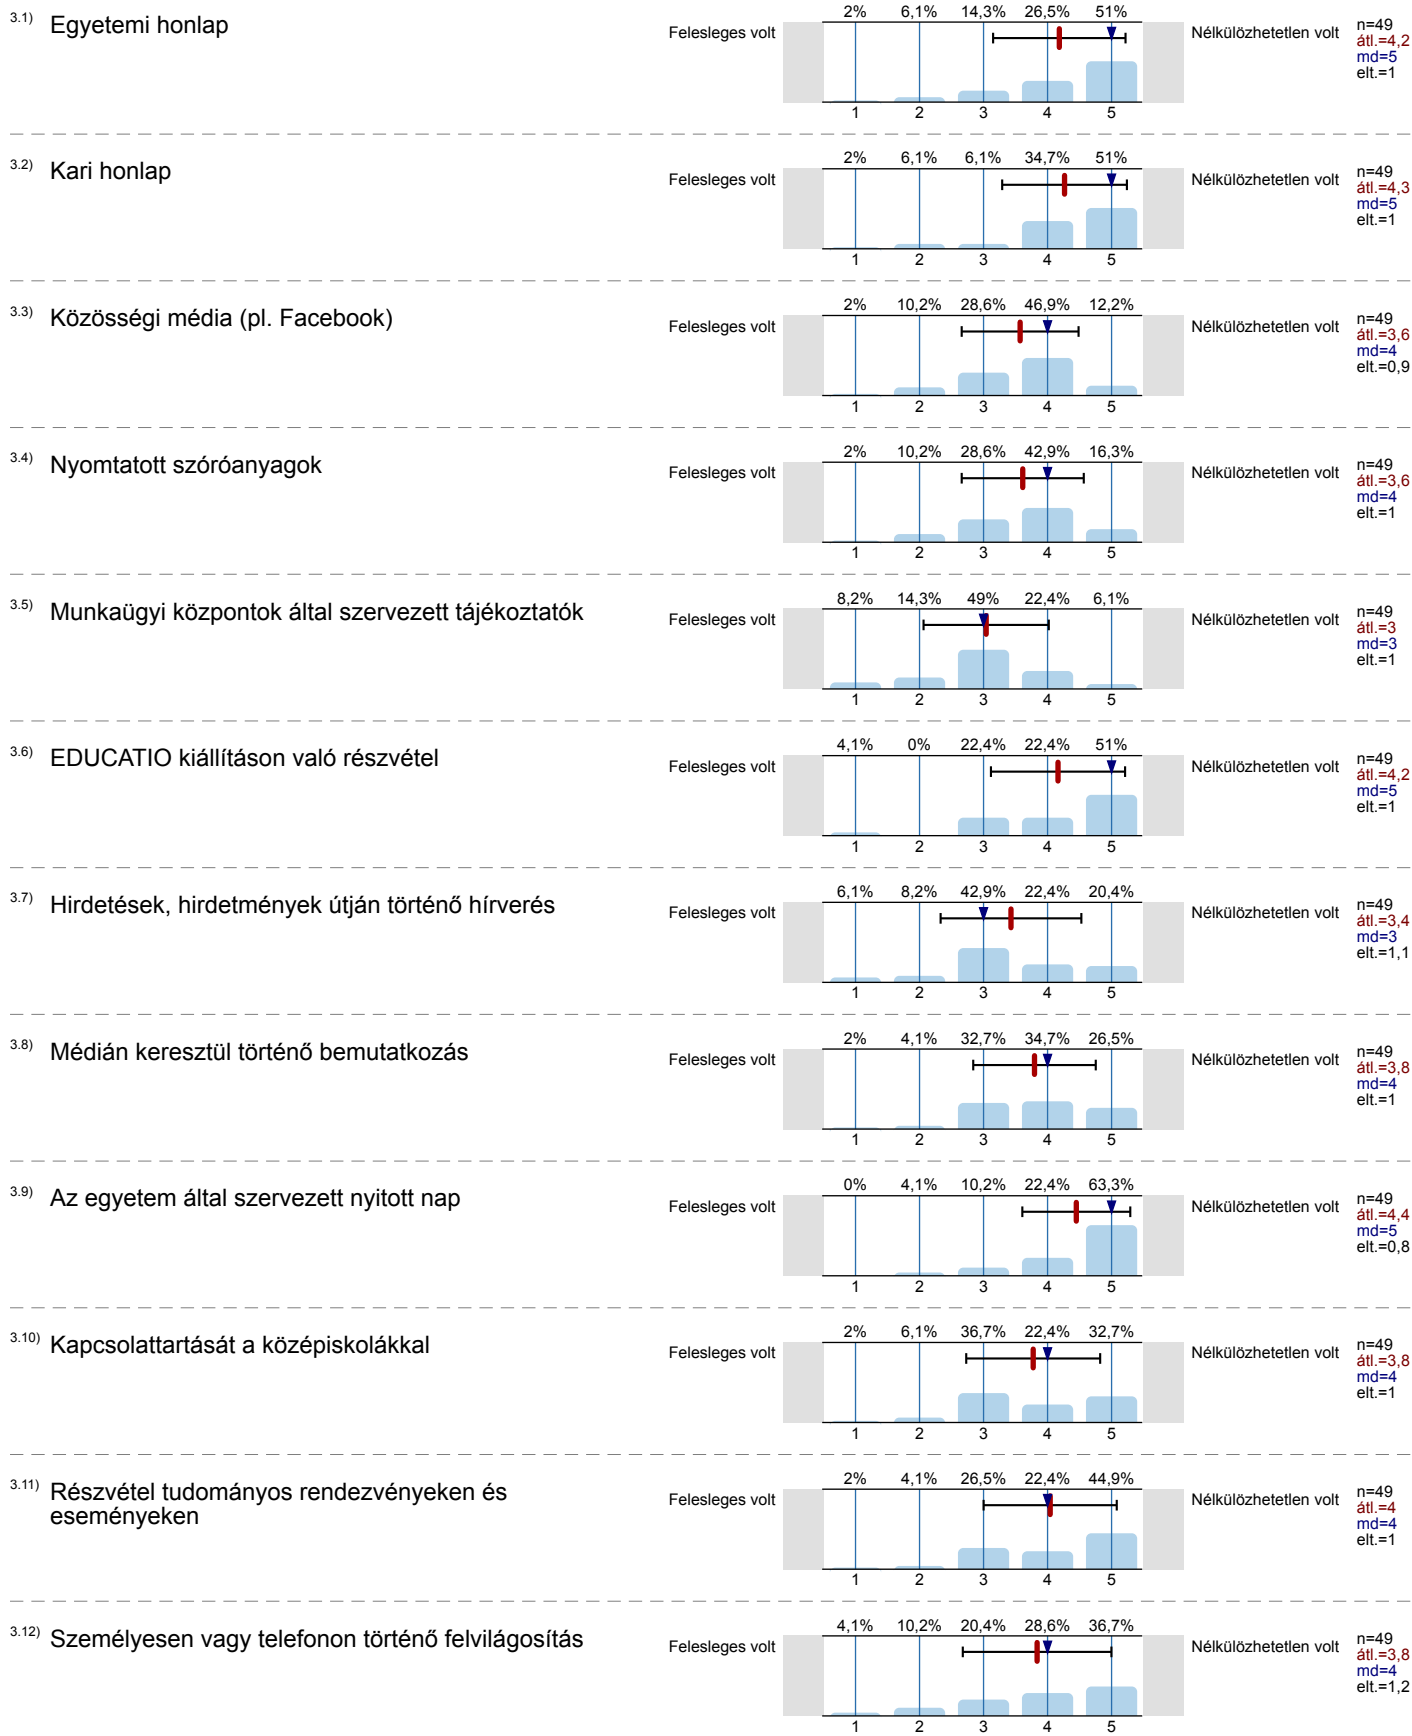 3.1) Egyetemi honlap
2% 6,1% 14,3% 26,5% 51%
Felesleges volt
Nélkülözhetetlen volt
n=49
átl.=4,2
md=5
elt.=1
1 2 3 4 5
3.2) Kari honlap
2% 6,1% 6,1% 34,7% 51%
Felesleges volt
Nélkülözhetetlen volt
n=49
átl.=4,3
md=5
elt.=1
1 2 3 4 5
3.3) Közösségi média (pl. Facebook)
2% 10,2% 28,6% 46,9% 12,2%
Felesleges volt
Nélkülözhetetlen volt
n=49
átl.=3,6
md=4
elt.=0,9
1 2 3 4 5
3.4) Nyomtatott szóróanyagok
2% 10,2% 28,6% 42,9% 16,3%
Felesleges volt
Nélkülözhetetlen volt
n=49
átl.=3,6
md=4
elt.=1
1 2 3 4 5
3.5) Munkaügyi központok által szervezett tájékoztatók
8,2% 14,3% 49% 22,4% 6,1%
Felesleges volt
Nélkülözhetetlen volt
n=49
átl.=3
md=3
elt.=1
1 2 3 4 5
3.6) EDUCATIO kiállításon való részvétel
4,1% 0% 22,4% 22,4% 51%
Felesleges volt
Nélkülözhetetlen volt
n=49
átl.=4,2
md=5
elt.=1
1 2 3 4 5
3.7) Hirdetések, hirdetmények útján történő hírverés
6,1% 8,2% 42,9% 22,4% 20,4%
Felesleges volt
Nélkülözhetetlen volt
n=49
átl.=3,4
md=3
elt.=1,1
1 2 3 4 5
3.8) Médián keresztül történő bemutatkozás
2% 4,1% 32,7% 34,7% 26,5%
Felesleges volt
Nélkülözhetetlen volt
n=49
átl.=3,8
md=4
elt.=1
1 2 3 4 5
3.9) Az egyetem által szervezett nyitott nap
0% 4,1% 10,2% 22,4% 63,3%
Felesleges volt
Nélkülözhetetlen volt
n=49
átl.=4,4
md=5
elt.=0,8
1 2 3 4 5
3.10) Kapcsolattartását a középiskolákkal
2% 6,1% 36,7% 22,4% 32,7%
Felesleges volt
Nélkülözhetetlen volt
n=49
átl.=3,8
md=4
elt.=1
1 2 3 4 5
3.11) Részvétel tudományos rendezvényeken és
eseményeken
2% 4,1% 26,5% 22,4% 44,9%
Felesleges volt
Nélkülözhetetlen volt
n=49
átl.=4
md=4
elt.=1
1 2 3 4 5
3.12) Személyesen vagy telefonon történő felvilágosítás
4,1% 10,2% 20,4% 28,6% 36,7%
Felesleges volt
Nélkülözhetetlen volt
n=49
átl.=3,8
md=4
elt.=1,2
1 2 3 4 5